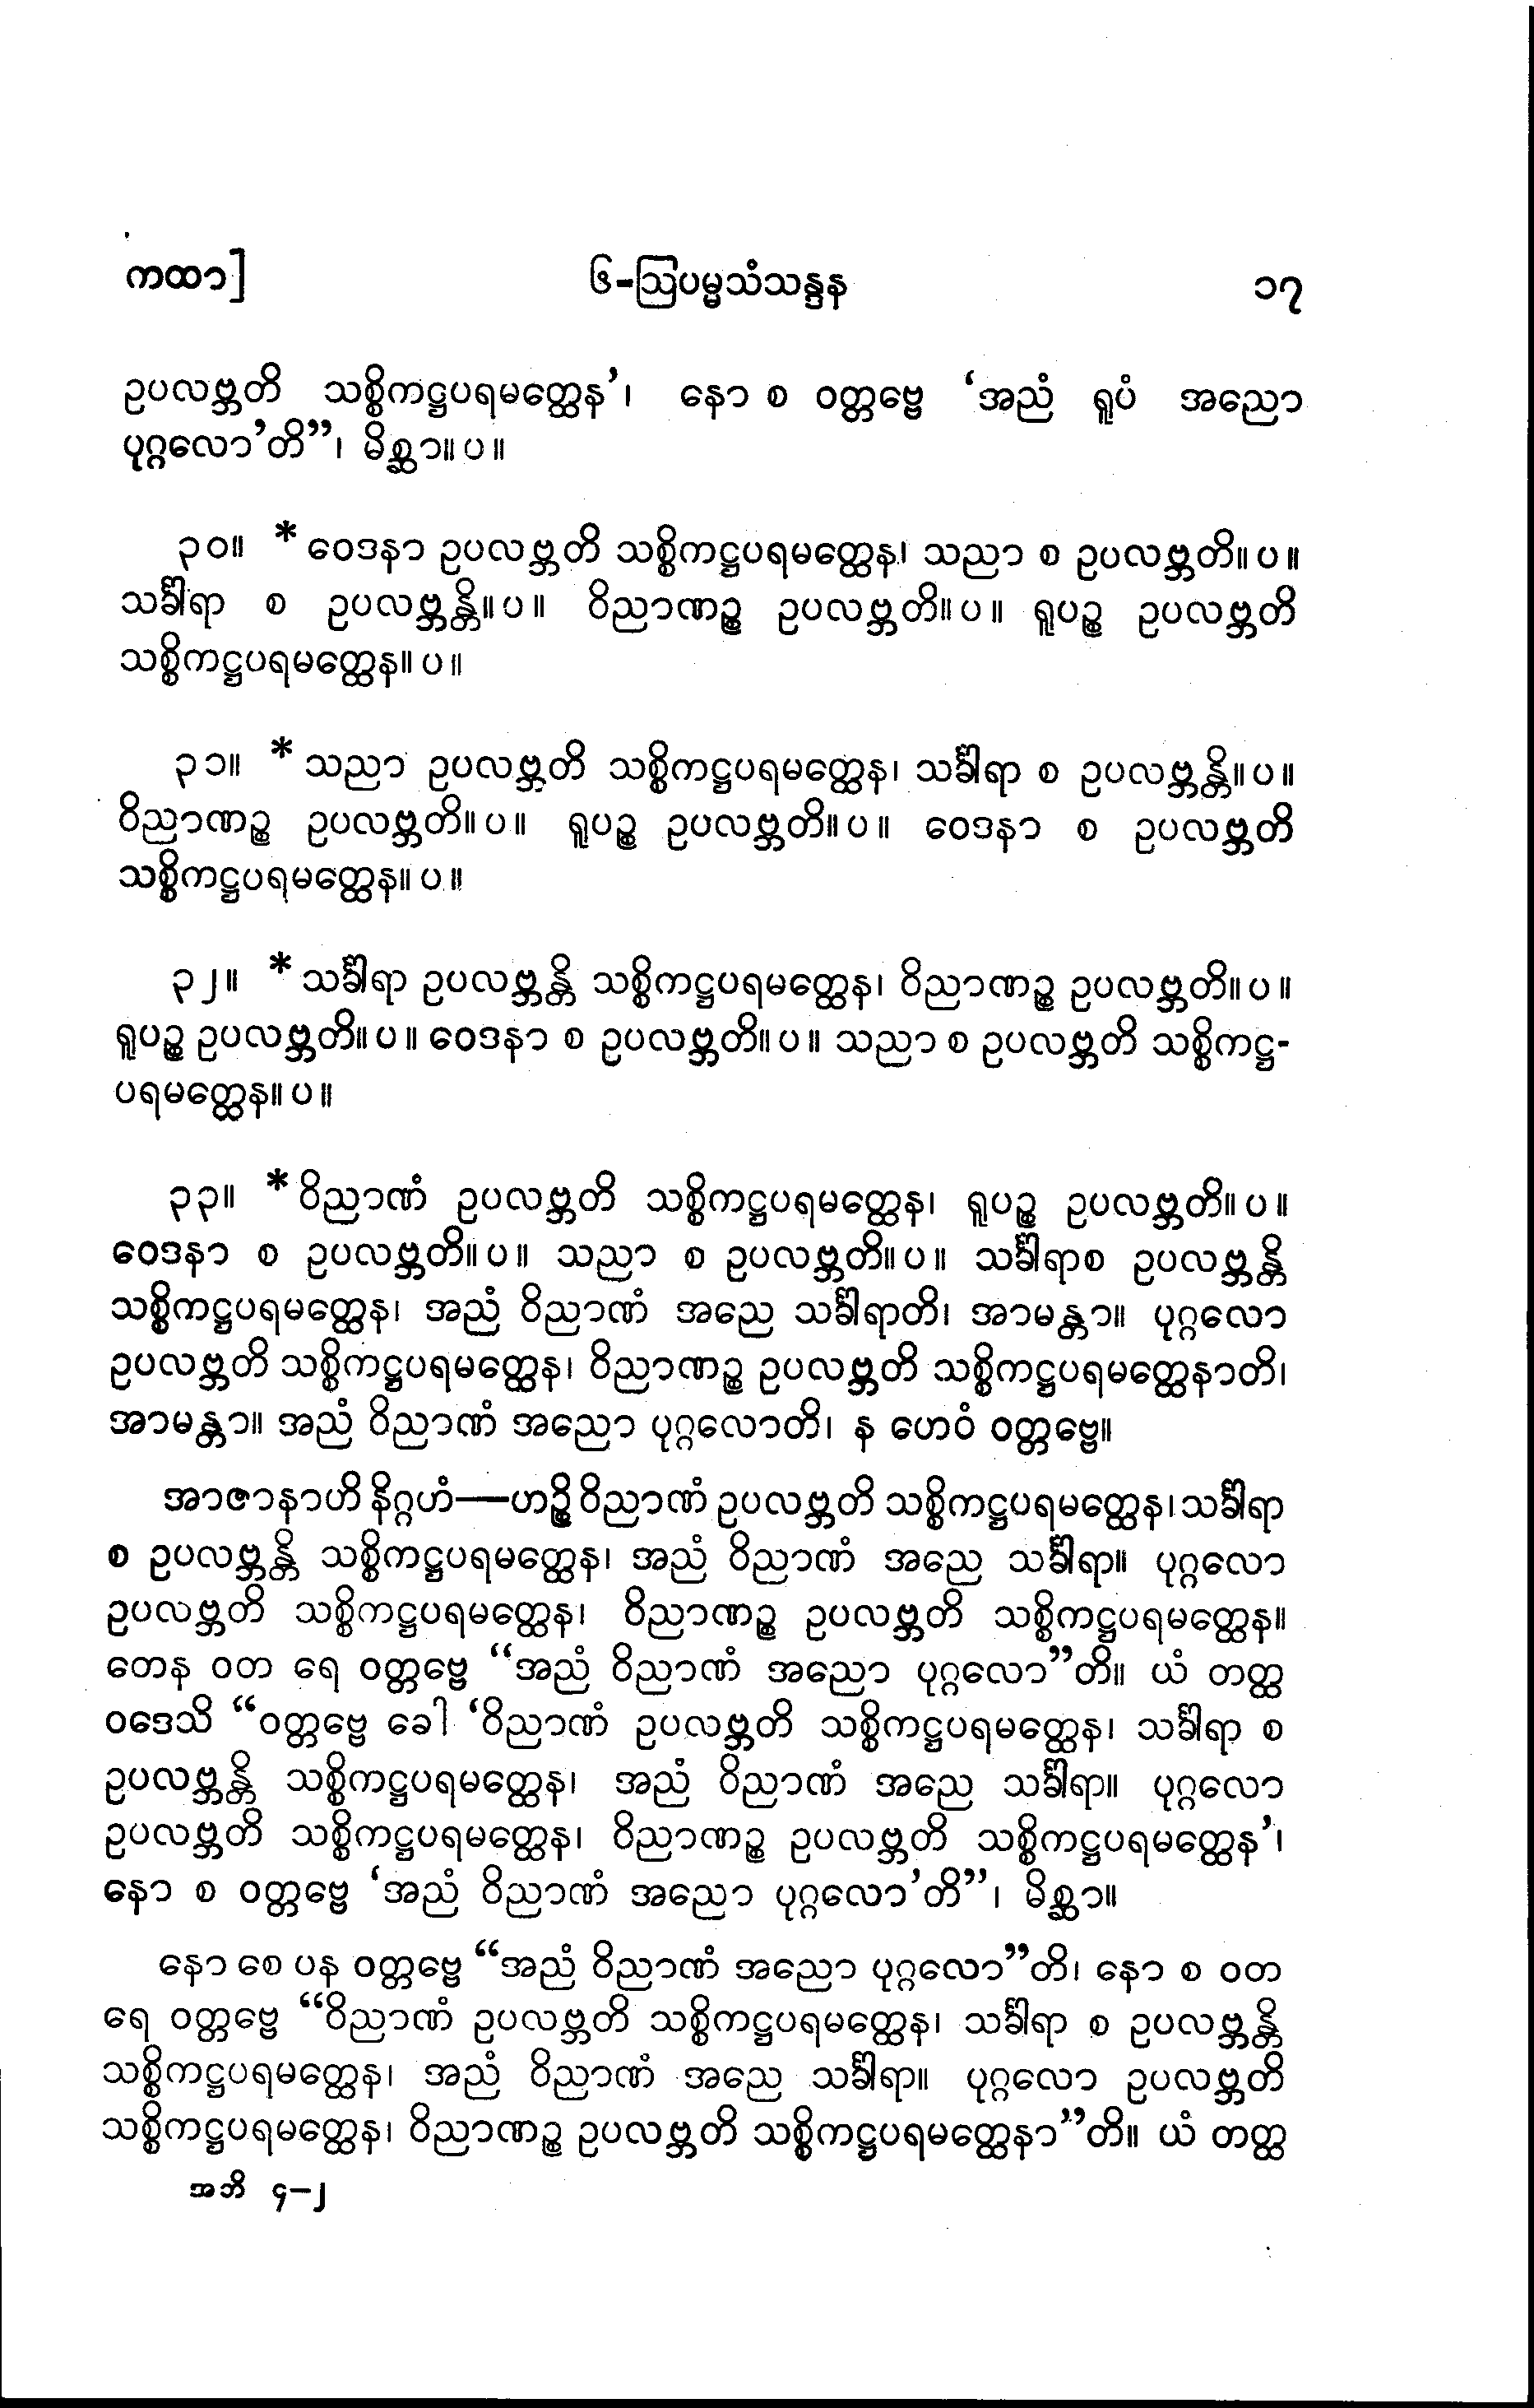 ကထာ] ၆-ဩပမ္မသံသန္ဒန ၁၇
ဥပလဗ္ဘတိ သစ္စိကဋ္ဌပရမတ္ထေန’၊ နော စ ဝတ္တဗ္ဗေ ‘အညံ ရူပံ အညော
ပုဂ္ဂလော’တိ”၊ မိစ္ဆာ။ ပ။
၃၀။ * ဝေဒနာ ဥပလဗ္ဘတိ သစ္စိကဋ္ဌပရမတ္ထေန၊ သညာ စ ဥပလဗ္ဘတိ။ ပ။
သင်္ခါရာ စ ဥပလဗ္ဘန္တိ။ ပ။ ဝိညာဏဉ္စ ဥပလဗ္ဘတိ။ ပ။ ရူပဉ္စ ဥပလဗ္ဘတိ
သစ္စိကဋ္ဌပရမတ္ထေန။ ပ။
၃၁။ * သညာ ဥပလဗ္ဘတိ သစ္စိကဋ္ဌပရမတ္ထေန၊ သင်္ခါရာ စ ဥပလဗ္ဘန္တိ။ ပ။
ဝိညာဏဉ္စ ဥပလဗ္ဘတိ။ ပ။ ရူပဉ္စ ဥပလဗ္ဘတိ။ ပ။ ဝေဒနာ စ ဥပလဗ္ဘတိ
သစ္စိကဋ္ဌပရမတ္ထေန။ ပ။
၃၂။ * သင်္ခါရာ ဥပလဗ္ဘန္တိ သစ္စိကဋ္ဌပရမတ္ထေန၊ ဝိညာဏဉ္စ ဥပလဗ္ဘတိ။ ပ။
ရူပဉ္စ ဥပလဗ္ဘတိ။ ပ။ ဝေဒနာ စ ဥပလဗ္ဘတိ။ ပ။ သညာ စ ဥပလဗ္ဘတိ သစ္စိကဋ္ဌ-
ပရမတ္ထေန။ ပ။
၃၃။ * ဝိညာဏံ ဥပလဗ္ဘတိ သစ္စိကဋ္ဌပရမတ္ထေန၊ ရူပဉ္စ ဥပလဗ္ဘတိ။ ပ။
ဝေဒနာ စ ဥပလဗ္ဘတိ။ ပ။ သညာ စ ဥပလဗ္ဘတိ။ ပ။ သင်္ခါရာစ ဥပလဗ္ဘန္တိ
သစ္စိကဋ္ဌပရမတ္ထေန၊ အညံ ဝိညာဏံ အညေ သင်္ခါရာတိ၊ အာမန္တာ။ ပုဂ္ဂလော
ဥပလဗ္ဘတိ သစ္စိကဋ္ဌပရမတ္ထေန၊ ဝိညာဏဉ္စ ဥပလဗ္ဘတိ သစ္စိကဋ္ဌပရမတ္ထေနာတိ၊
အာမန္တာ။ အညံ ဝိညာဏံ အညော ပုဂ္ဂလောတိ၊ န ဟေဝံ ဝတ္တဗ္ဗေ။
အာဇာနာဟိ နိဂ္ဂဟံ—ဟဉ္စိ ဝိညာဏံ ဥပလဗ္ဘတိ သစ္စိကဋ္ဌပရမတ္ထေန၊ သင်္ခါရာ
စ ဥပလဗ္ဘန္တိ သစ္စိကဋ္ဌပရမတ္ထေန၊ အညံ ဝိညာဏံ အညေ သင်္ခါရာ။ ပုဂ္ဂလော
ဥပလဗ္ဘတိ သစ္စိကဋ္ဌပရမတ္ထေန၊ ဝိညာဏဉ္စ ဥပလဗ္ဘတိ သစ္စိကဋ္ဌပရမတ္ထေန။
တေန ဝတ ရေ ဝတ္တဗ္ဗေ “အညံ ဝိညာဏံ အညော ပုဂ္ဂလော”တိ။ ယံ တတ္ထ
ဝဒေသိ “ဝတ္တဗ္ဗေ ခေါ ‘ဝိညာဏံ ဥပလဗ္ဘတိ သစ္စိကဋ္ဌပရမတ္ထေန၊ သင်္ခါရာ စ
ဥပလဗ္ဘန္တိ သစ္စိကဋ္ဌပရမတ္ထေန၊ အညံ ဝိညာဏံ အညေ သင်္ခါရာ။ ပုဂ္ဂလော
ဥပလဗ္ဘတိ သစ္စိကဋ္ဌပရမတ္ထေန၊ ဝိညာဏဉ္စ ဥပလဗ္ဘတိ သစ္စိကဋ္ဌပရမတ္ထေန’၊
နော စ ဝတ္တဗ္ဗေ ‘အညံ ဝိညာဏံ အညော ပုဂ္ဂလော’တိ”၊ မိစ္ဆာ။
နော စေ ပန ဝတ္တဗ္ဗေ “အညံ ဝိညာဏံ အညော ပုဂ္ဂလော”တိ၊ နော စ ဝတ
ရေ ဝတ္တဗ္ဗေ “ဝိညာဏံ ဥပလဗ္ဘတိ သစ္စိကဋ္ဌပရမတ္ထေန၊ သင်္ခါရာ စ ဥပလဗ္ဘန္တိ
သစ္စိကဋ္ဌပရမတ္ထေန၊ အညံ ဝိညာဏံ အညေ သင်္ခါရာ။ ပုဂ္ဂလော ဥပလဗ္ဘတိ
သစ္စိကဋ္ဌပရမတ္ထေန၊ ဝိညာဏဉ္စ ဥပလဗ္ဘတိ သစ္စိကဋ္ဌပရမတ္ထေနာ”တိ။ ယံ တတ္ထ
အဘိ ၄−၂